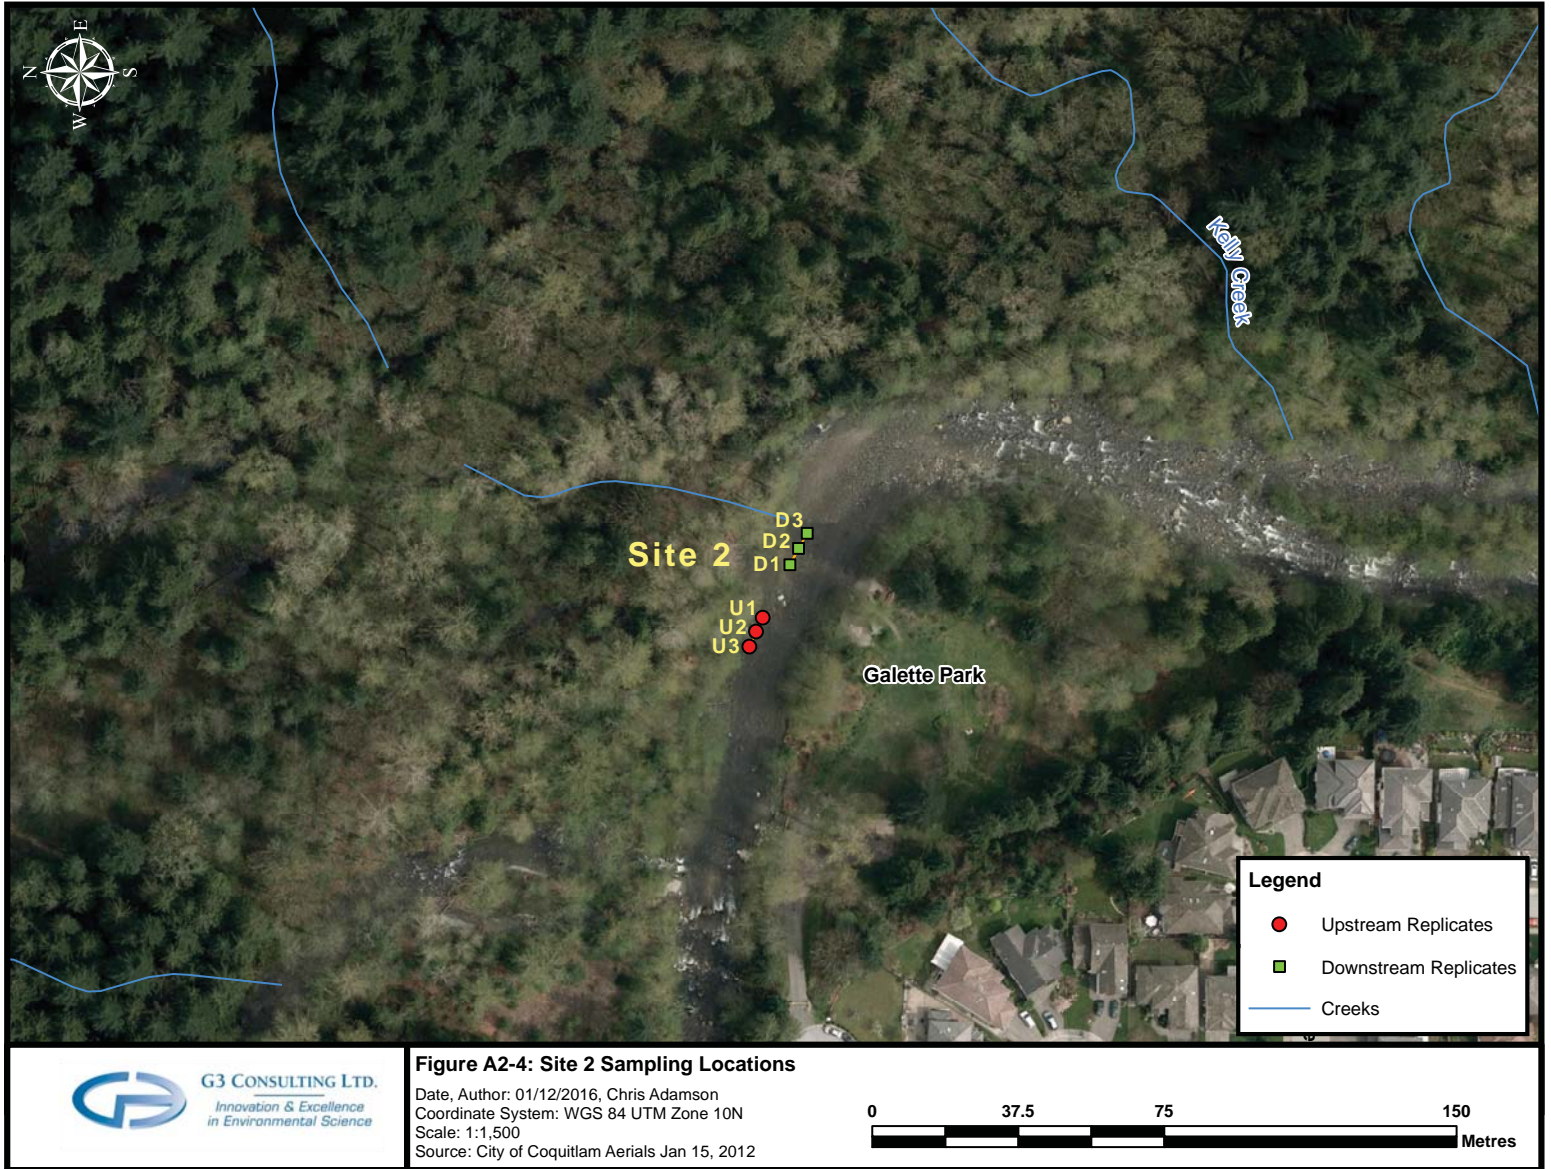 E
N
S
W
Kelly Creek
D3
D2
Site 2
D1
U1
U2
U3
Galette Park
Legend
Upstream Replicates
Downstream Replicates
Creeks
G3 CONSULTING LTD.
Innovation & Excellence
in Environmental Science
Figure A2-4: Site 2 Sampling Locations
Date, Author: 01/12/2016, Chris Adamson
Coordinate System: WGS 84 UTM Zone 10N
Scale: 1:1,500
Source: City of Coquitlam Aerials Jan 15, 2012
0 37.5 75 150
Metres